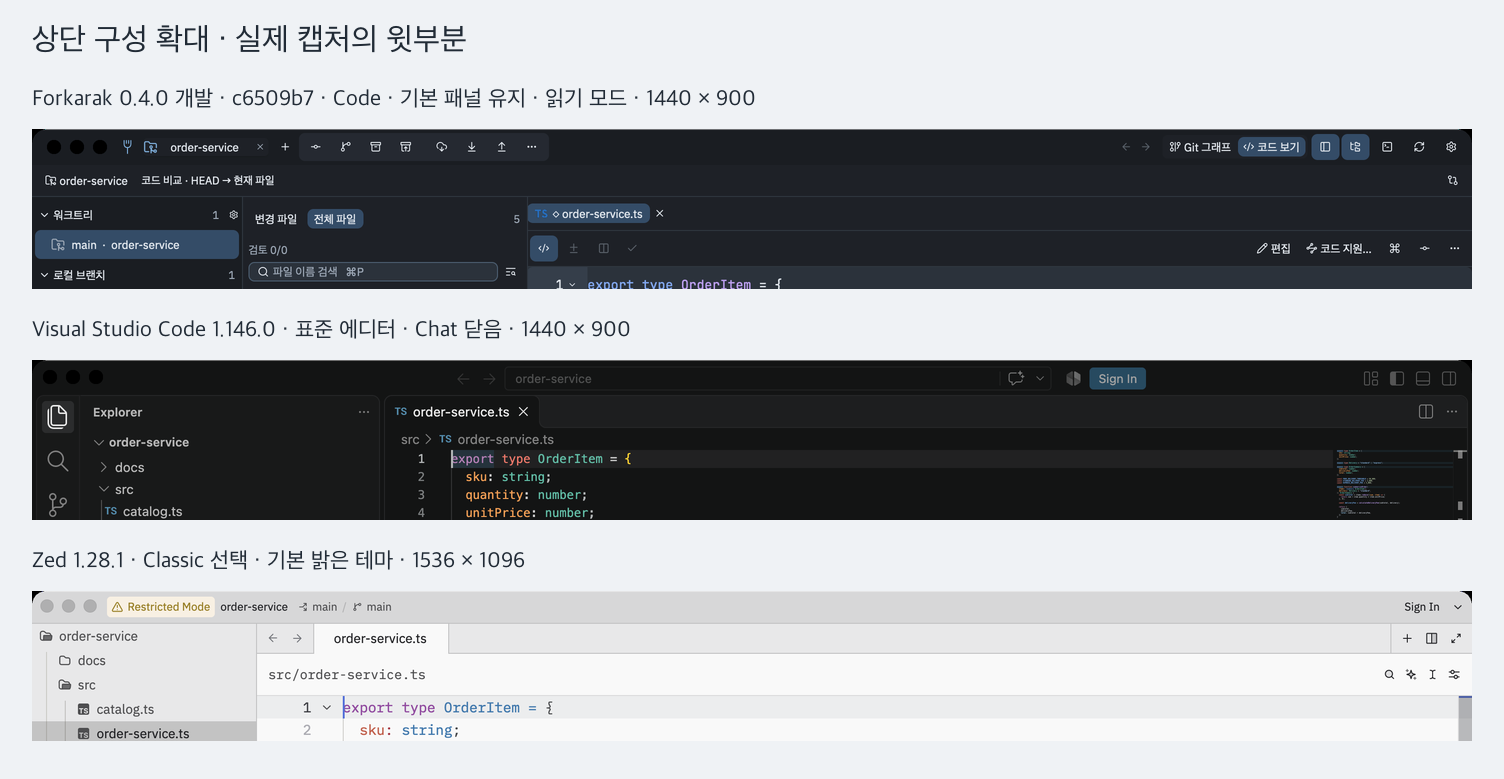 상단 구성 확대 · 실제 캡처의 윗부분
Forkarak 0.4.0 개발 · c6509b7 · Code · 기본 패널 유지 · 읽기 모드 · 1440 × 900
order-service × +
Git 그래프 </> 코드 보기
order-service 코드 비교 · HEAD → 현재 파일
워크트리 1
변경 파일 전체 파일 5
TS ◇ order-service.ts ×
main · order-service
검토 0/0
</> 편집 코드 지원... ⌘ ...
로컬 브랜치 1
파일 이름 검색 ⌘P
1 export type OrderItem = {
Visual Studio Code 1.146.0 · 표준 에디터 · Chat 닫음 · 1440 × 900
order-service
Sign In
Explorer ...
TS order-service.ts ×
order-service
src > TS order-service.ts
docs
src
TS catalog.ts
1 export type OrderItem = {
2 sku: string;
3 quantity: number;
4 unitPrice: number;
Zed 1.28.1 · Classic 선택 · 기본 밝은 테마 · 1536 × 1096
Restricted Mode order-service main / main
Sign In
order-service
order-service.ts
docs
src
src/order-service.ts
TS catalog.ts
TS order-service.ts
1 export type OrderItem = {
2 sku: string;